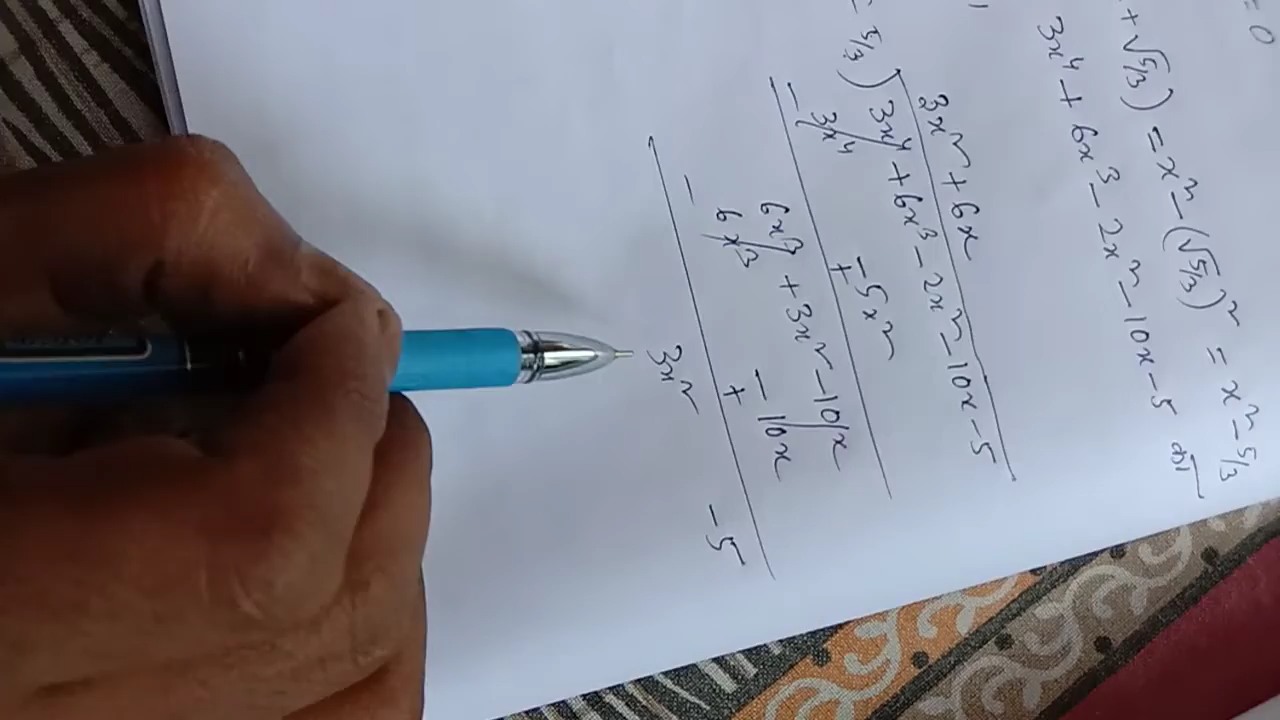 = 0
+ √5/3) = x² - (√5/3)² = x² - 5/3
3x⁴ + 6x³ - 2x² - 10x - 5 को
3x² + 6x
- 5/3 ) 3x⁴ + 6x³ - 2x² - 10x - 5
3x⁴ - 5x²
- +
6x³ + 3x² - 10x
6x³ - 10x
- +
3x² - 5